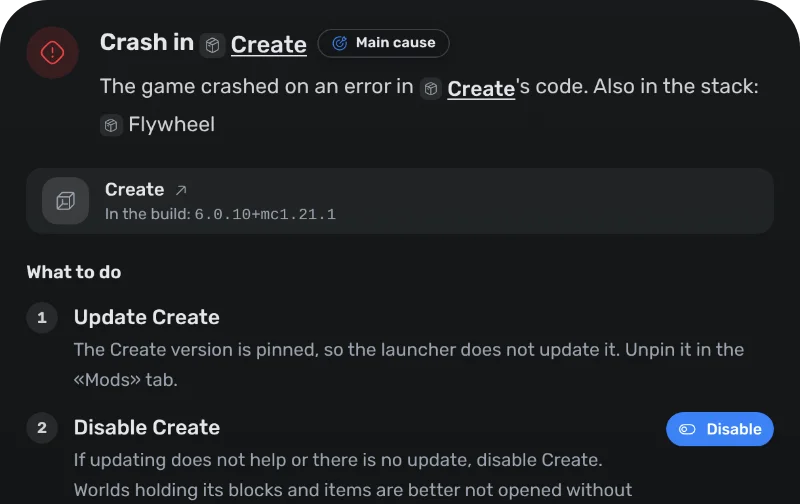 Crash in Create Main cause
The game crashed on an error in Create's code. Also in the stack:
Flywheel
Create ↗
In the build: 6.0.10+mc1.21.1
What to do
1 Update Create
The Create version is pinned, so the launcher does not update it. Unpin it in the
«Mods» tab.
2 Disable Create Disable
If updating does not help or there is no update, disable Create.
Worlds holding its blocks and items are better not opened without